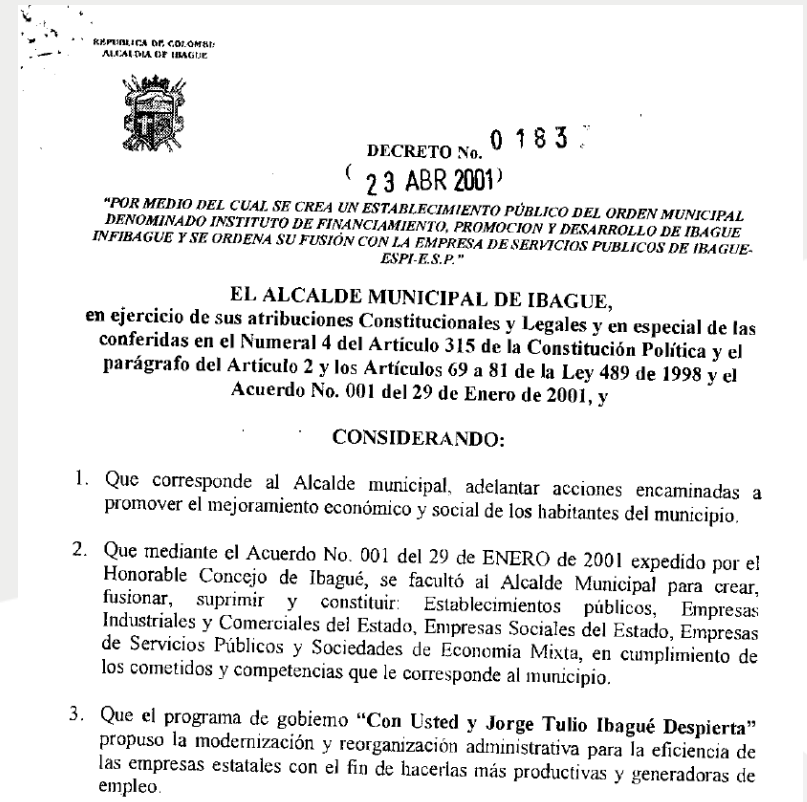 REPUBLICA DE COLOMBI
ALCALDIA DE IBAGUE
DECRETO No. 0 183
( 23 ABR 2001)
"POR MEDIO DEL CUAL SE CREA UN ESTABLECIMIENTO PÚBLICO DEL ORDEN MUNICIPAL
DENOMINADO INSTITUTO DE FINANCIAMIENTO, PROMOCION Y DESARROLLO DE IBAGUE
INFIBAGUE Y SE ORDENA SU FUSIÓN CON LA EMPRESA DE SERVICIOS PUBLICOS DE IBAGUE-
ESPI-E.S.P."
EL ALCALDE MUNICIPAL DE IBAGUE,
en ejercicio de sus atribuciones Constitucionales y Legales y en especial de las
conferidas en el Numeral 4 del Artículo 315 de la Constitución Política y el
parágrafo del Artículo 2 y los Artículos 69 a 81 de la Ley 489 de 1998 y el
Acuerdo No. 001 del 29 de Enero de 2001, y
CONSIDERANDO:
1. Que corresponde al Alcalde municipal, adelantar acciones encaminadas a
promover el mejoramiento económico y social de los habitantes del municipio.
2. Que mediante el Acuerdo No. 001 del 29 de ENERO de 2001 expedido por el
Honorable Concejo de Ibagué, se facultó al Alcalde Municipal para crear,
fusionar, suprimir y constituir: Establecimientos públicos, Empresas
Industriales y Comerciales del Estado, Empresas Sociales del Estado, Empresas
de Servicios Públicos y Sociedades de Economía Mixta, en cumplimiento de
los cometidos y competencias que le corresponde al municipio.
3. Que el programa de gobierno "Con Usted y Jorge Tulio Ibagué Despierta"
propuso la modernización y reorganización administrativa para la eficiencia de
las empresas estatales con el fin de hacerlas más productivas y generadoras de
empleo.